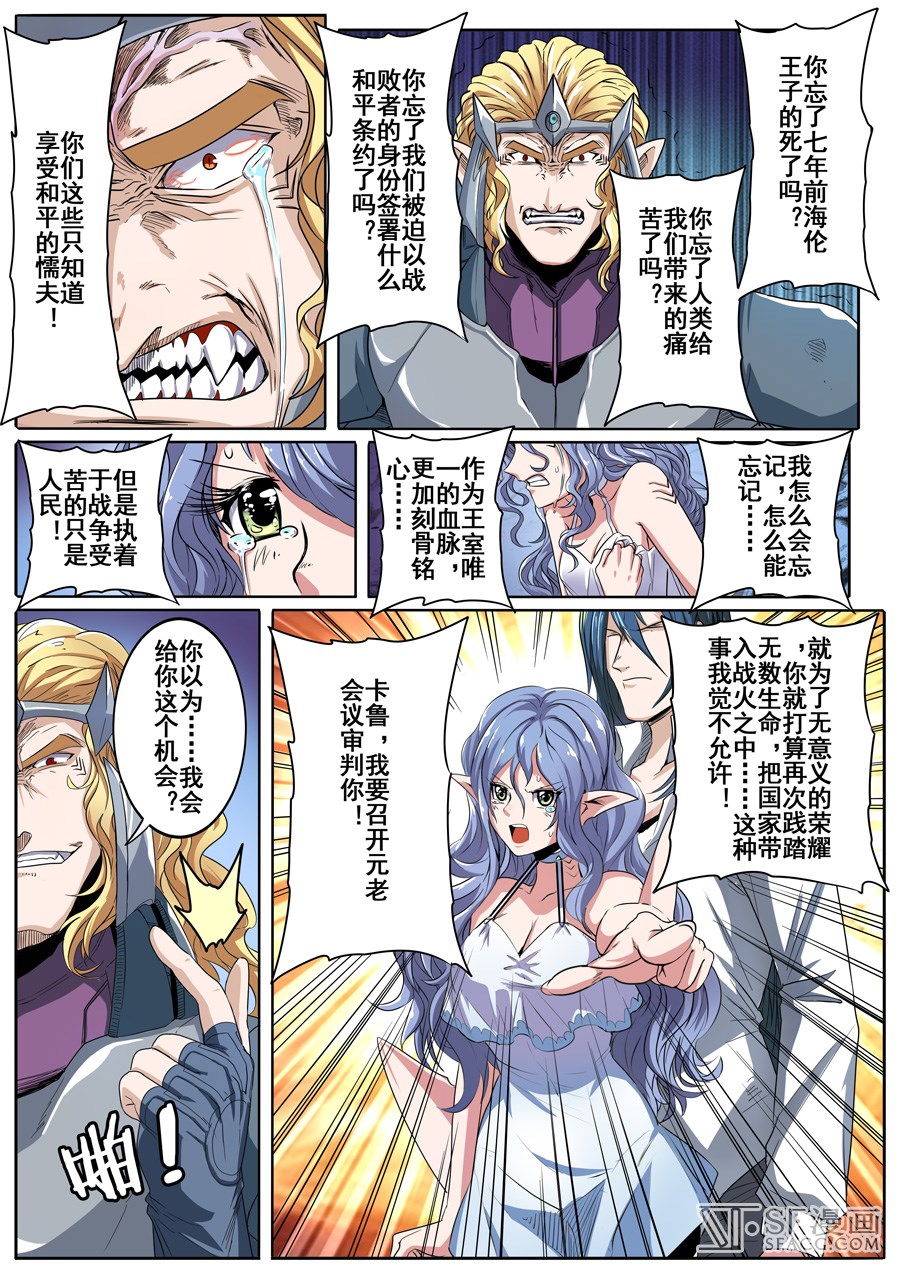 你忘了七年前海伦
王子的死了吗？
你忘了人类给
我们带来的痛
苦了吗？
你忘了我们被迫以战
败者的身份签署什么
和平条约了吗？
你们这些只知道
享受和平的懦夫！
我怎么会忘
记，怎么能
忘记……
作为王室唯
一的血脉，
更加刻骨铭
心……
但是执着
于战争受
苦的只是
人民！
就为了无意义的荣耀
，你就打算再次践踏
无数生命，把国家带
入战火之中……这种
事我觉不允许！
卡鲁，我要召开元老
会议审判你！
你以为……我会
给你这个机会？
啪！
SF漫画
SFACG.COM